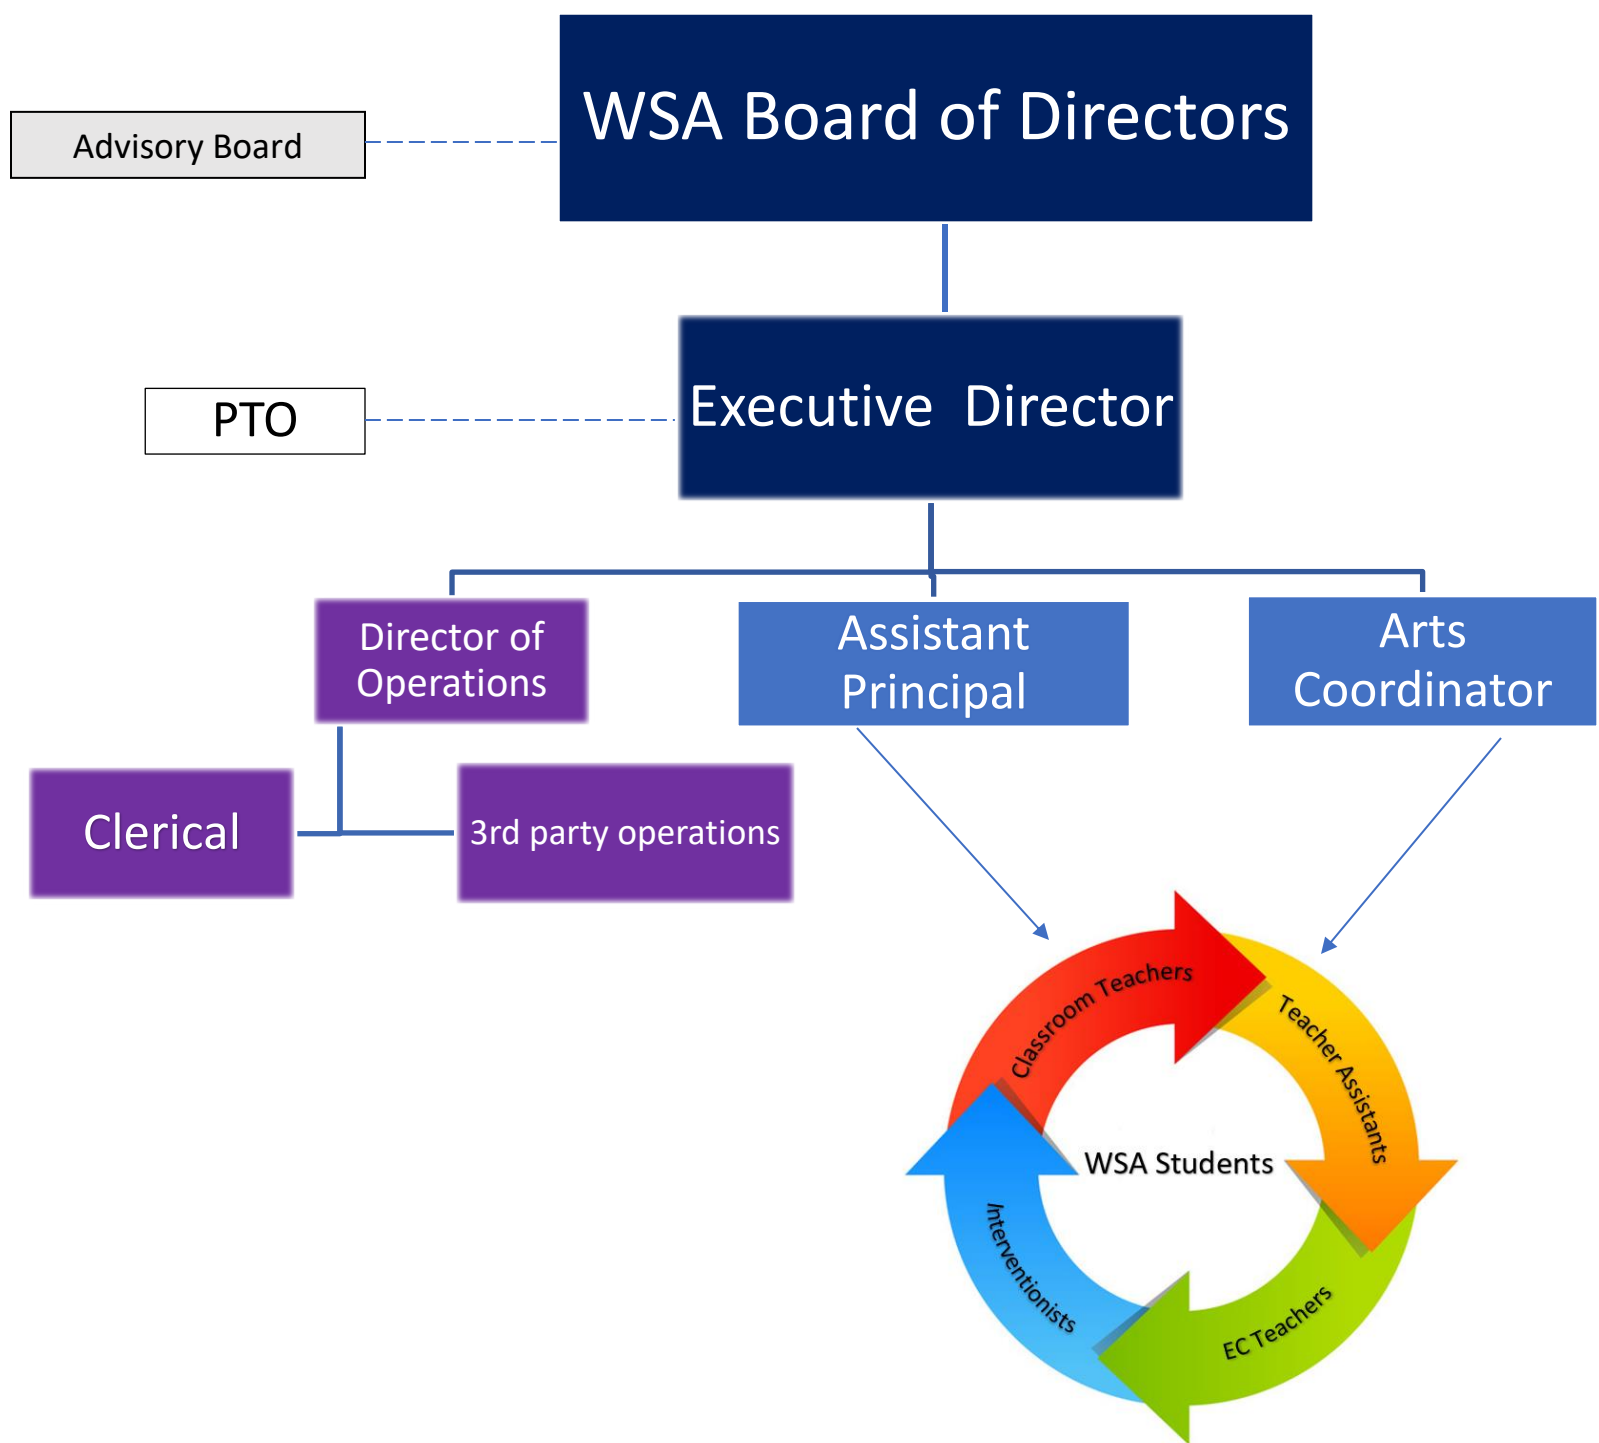 WSA Board of Directors
Advisory Board
Executive Director
PTO
Director of
Operations
Assistant
Principal
Arts
Coordinator
Clerical
3rd party operations
Classroom Teachers
Teacher Assistants
WSA Students
Interventionists
EC Teachers